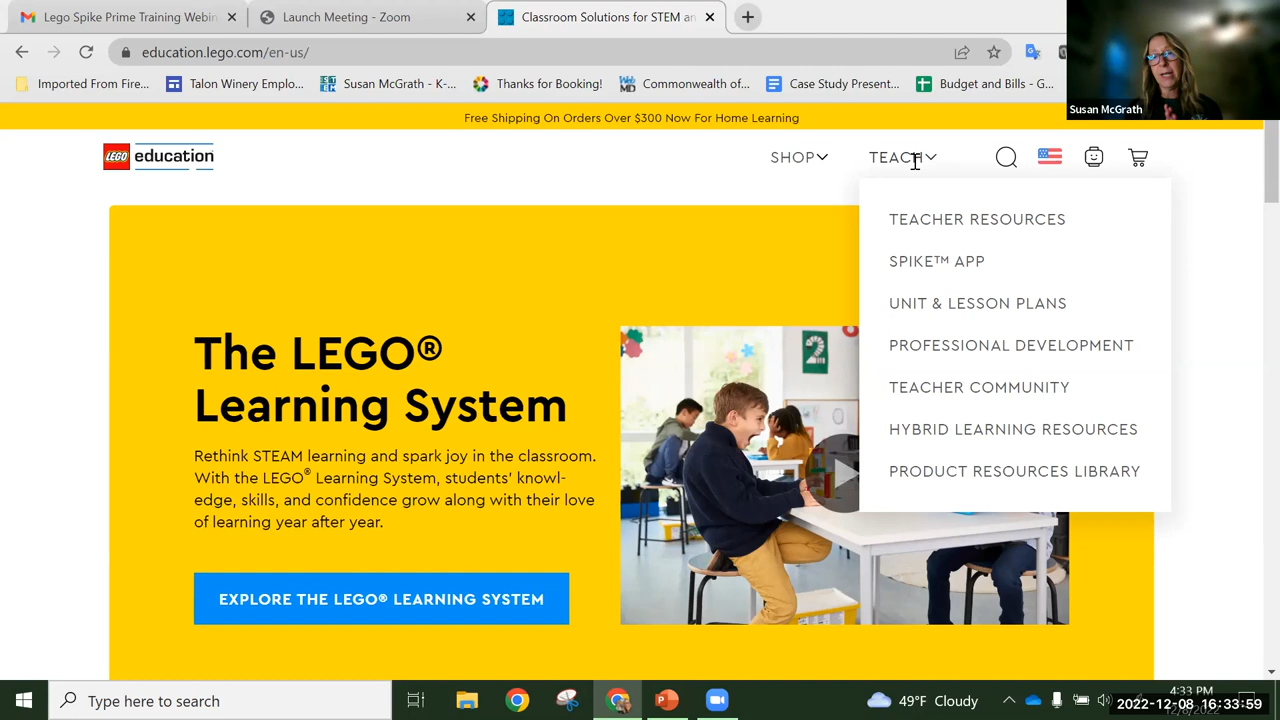 Lego Spike Prime Training Webin
Launch Meeting - Zoom
Classroom Solutions for STEM an
education.lego.com/en-us/
Imported From Fire...
Talon Winery Emplo...
Susan McGrath - K-...
Thanks for Booking!
Commonwealth of...
Case Study Present...
Budget and Bills - G...
Susan McGrath
Free Shipping On Orders Over $300 Now For Home Learning
LEGO education
SHOP
TEACH
TEACHER RESOURCES
SPIKE™ APP
UNIT & LESSON PLANS
PROFESSIONAL DEVELOPMENT
TEACHER COMMUNITY
HYBRID LEARNING RESOURCES
PRODUCT RESOURCES LIBRARY
The LEGO®
Learning System
Rethink STEAM learning and spark joy in the classroom.
With the LEGO® Learning System, students' knowl-
edge, skills, and confidence grow along with their love
of learning year after year.
EXPLORE THE LEGO® LEARNING SYSTEM
2
Type here to search
49°F Cloudy
4:33 PM
2022-12-08 16:33:59